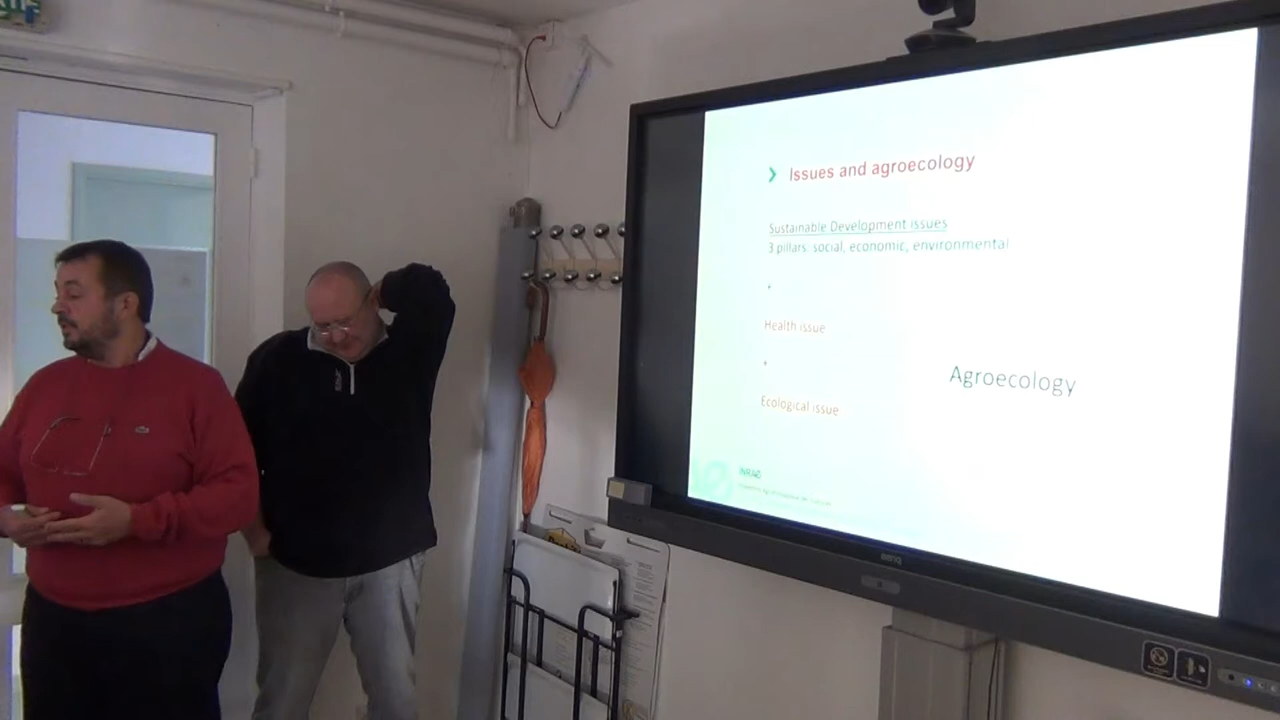 Issues and agroecology
Sustainable Development issues
3 pillars: social, economic, environmental
Health issue
Agroecology
Ecological issue
INRAE
BenQ